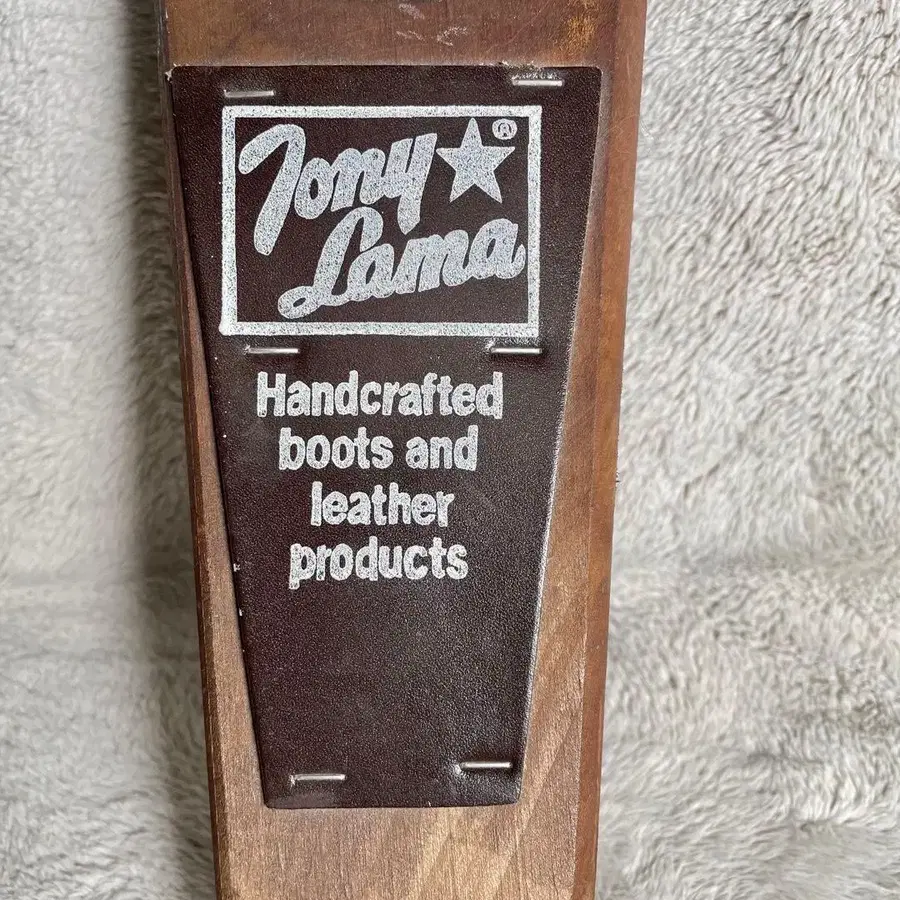 Tony ★ ®
Lama
Handcrafted
boots and
leather
products